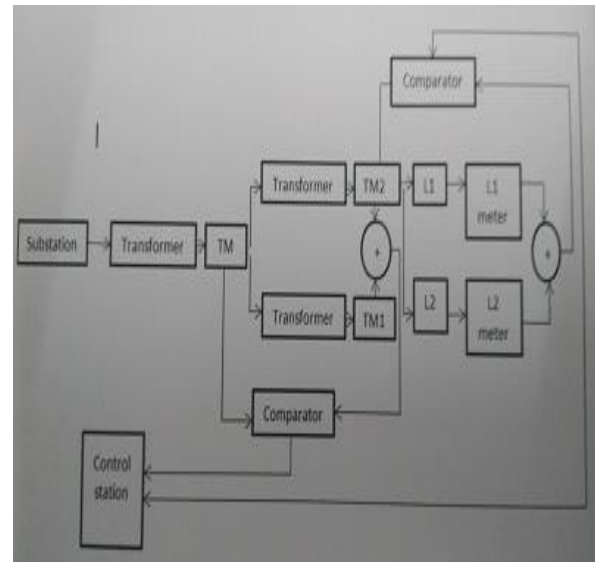 Comparator
Transformer
TM2
L1
L1
meter
Substation
Transformer
TM
+
+
Transformer
TM1
L2
L2
meter
Comparator
Control
station